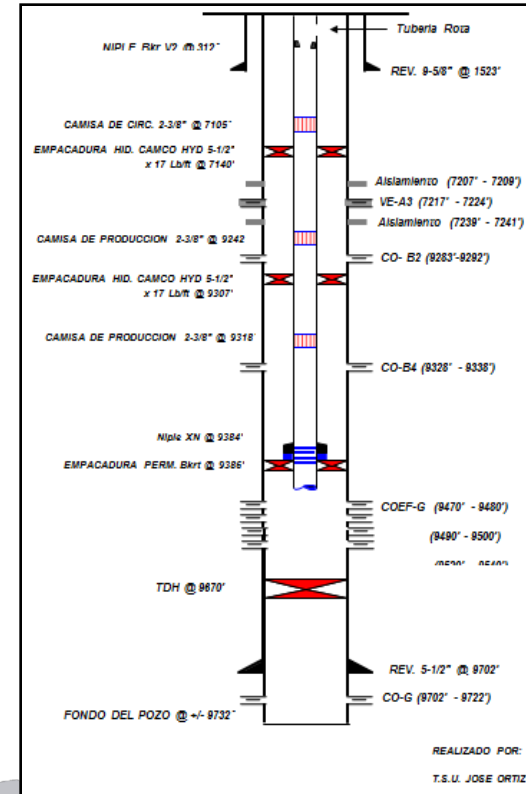 Tuberia Rota
NIPLE Bkr V2 @ 312'
REV. 9-5/8" @ 1523'
CAMISA DE CIRC. 2-3/8" @ 7105'
EMPACADURA HID. CAMCO HYD 5-1/2"
x 17 Lb/ft @ 7140'
Aislamiento (7207' - 7209')
VE-A3 (7217' - 7224')
Aislamiento (7239' - 7241')
CAMISA DE PRODUCCION 2-3/8" @ 9242
CO- B2 (9283'-9292')
EMPACADURA HID. CAMCO HYD 5-1/2"
x 17 Lb/ft @ 9307'
CAMISA DE PRODUCCION 2-3/8" @ 9318'
CO-B4 (9328' - 9338')
Niple XN @ 9384'
EMPACADURA PERM. Bkrt @ 9386'
COEF-G (9470' - 9480')
(9490' - 9500')
TDH @ 9670'
REV. 5-1/2" @ 9702'
CO-G (9702' - 9722')
FONDO DEL POZO @ +/- 9732'
REALIZADO POR:
T.S.U. JOSE ORTIZ